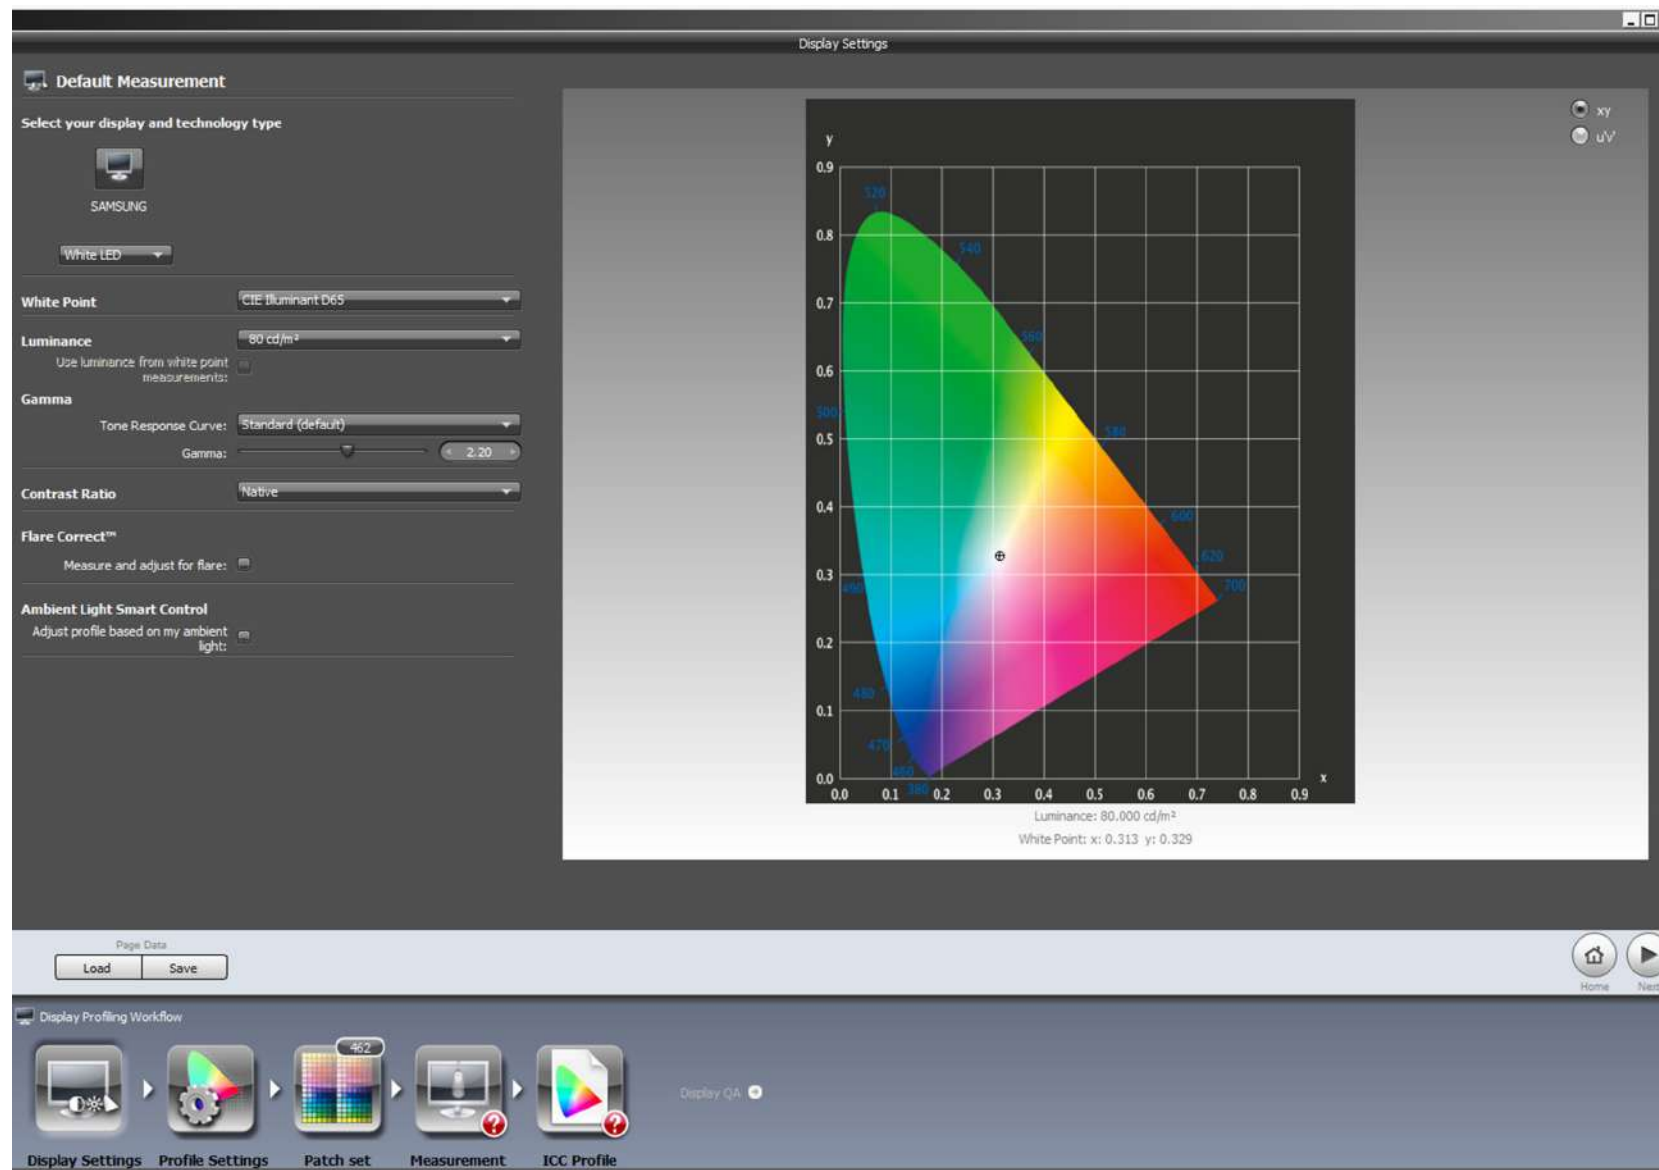 Display Settings
Default Measurement
Select your display and technology type
SAMSUNG
White LED
White Point
CIE Illuminant D65
Luminance
80 cd/m²
Use luminance from white point
measurements:
Gamma
Tone Response Curve:
Standard (default)
Gamma:
2.20
Contrast Ratio
Native
Flare Correct™
Measure and adjust for flare:
Ambient Light Smart Control
Adjust profile based on my ambient
light:
xy
u'v'
y
0.9
520
0.8
540
0.7
560
0.6
500
580
0.5
0.4
600
620
0.3
490
700
0.2
480
0.1
470
460
0.0
x
380
0.0 0.1 0.2 0.3 0.4 0.5 0.6 0.7 0.8 0.9
Luminance: 80.000 cd/m²
White Point: x: 0.313 y: 0.329
Page Data
Load Save
Home
Display Profiling Workflow
462
Display QA
Display Settings Profile Settings Patch set Measurement ICC Profile